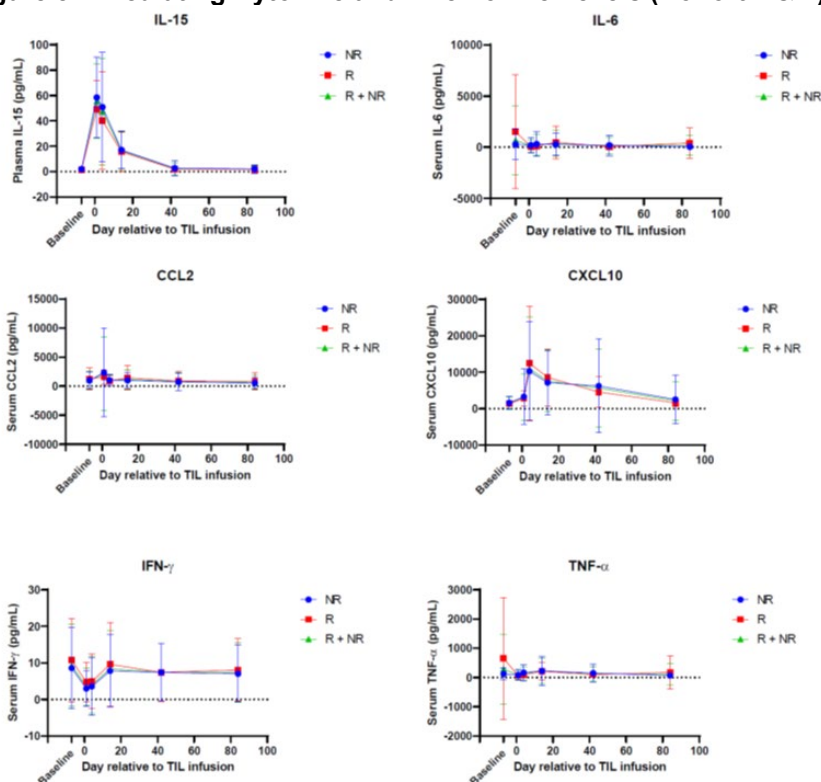 IL-15
Plasma IL-15 (pg/mL)
100
80
60
40
20
0
-20
Baseline
0
20
40
60
80
100
Day relative to TIL infusion
NR
R
R + NR
IL-6
Serum IL-6 (pg/mL)
10000
5000
0
-5000
Baseline
0
20
40
60
80
100
Day relative to TIL infusion
NR
R
R + NR
CCL2
Serum CCL2 (pg/mL)
15000
10000
5000
0
-5000
-10000
Baseline
0
20
40
60
80
100
Day relative to TIL infusion
NR
R
R + NR
CXCL10
Serum CXCL10 (pg/mL)
30000
20000
10000
0
-10000
Baseline
0
20
40
60
80
100
Day relative to TIL infusion
NR
R
R + NR
IFN-γ
Serum IFN-γ (pg/mL)
30
20
10
0
-10
Baseline
0
20
40
60
80
100
Day relative to TIL infusion
NR
R
R + NR
TNF-α
Serum TNF-α (pg/mL)
3000
2000
1000
0
-1000
-2000
Baseline
0
20
40
60
80
100
Day relative to TIL infusion
NR
R
R + NR